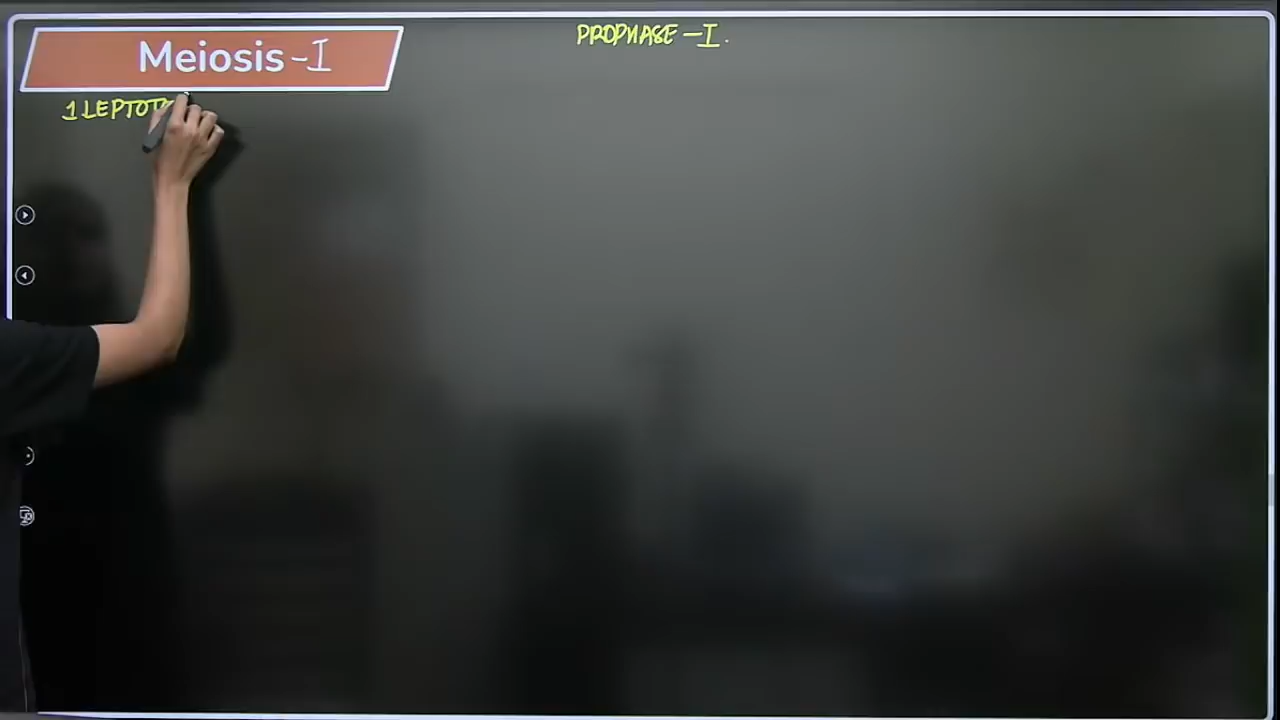 PROPHASE - I.
Meiosis - I
1 LEPTOT